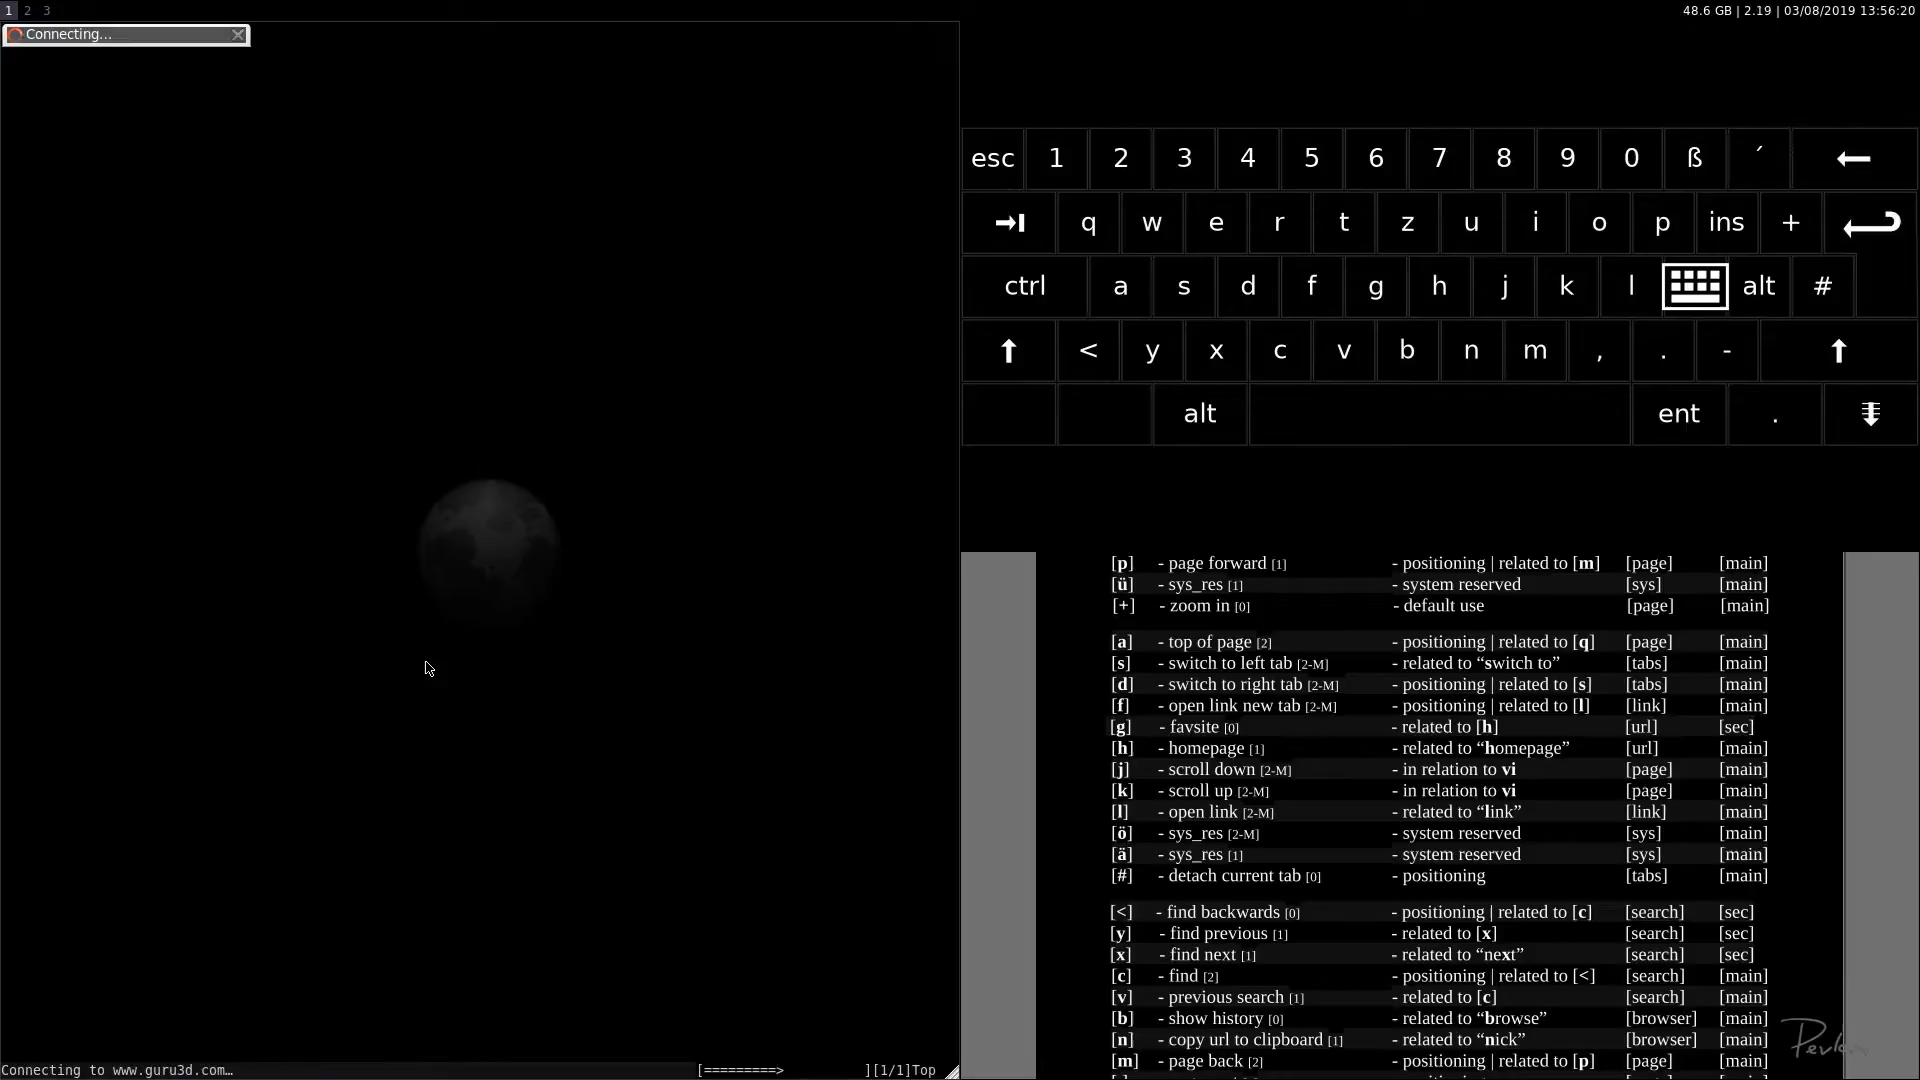 1 2 3
48.6 GB | 2.19 | 03/08/2019 13:56:20
Connecting...
esc 1 2 3 4 5 6 7 8 9 0 ß ´
q w e r t z u i o p ins +
ctrl a s d f g h j k l alt #
< y x c v b n m , . -
alt ent .
[p] - page forward [1] - positioning | related to [m] [page] [main]
[ü] - sys_res [1] - system reserved [sys] [main]
[+] - zoom in [0] - default use [page] [main]
[a] - top of page [2] - positioning | related to [q] [page] [main]
[s] - switch to left tab [2-M] - related to “switch to” [tabs] [main]
[d] - switch to right tab [2-M] - positioning | related to [s] [tabs] [main]
[f] - open link new tab [2-M] - positioning | related to [l] [link] [main]
[g] - favsite [0] - related to [h] [url] [sec]
[h] - homepage [1] - related to “homepage” [url] [main]
[j] - scroll down [2-M] - in relation to vi [page] [main]
[k] - scroll up [2-M] - in relation to vi [page] [main]
[l] - open link [2-M] - related to “link” [link] [main]
[ö] - sys_res [2-M] - system reserved [sys] [main]
[ä] - sys_res [1] - system reserved [sys] [main]
[#] - detach current tab [0] - positioning [tabs] [main]
[<] - find backwards [0] - positioning | related to [c] [search] [sec]
[y] - find previous [1] - related to [x] [search] [sec]
[x] - find next [1] - related to “next” [search] [sec]
[c] - find [2] - positioning | related to [<] [search] [main]
[v] - previous search [1] - related to [c] [search] [main]
[b] - show history [0] - related to “browse” [browser] [main]
[n] - copy url to clipboard [1] - related to “nick” [browser] [main]
[m] - page back [2] - positioning | related to [p] [page] [main]
Connecting to www.guru3d.com… [=========> ][1/1]Top